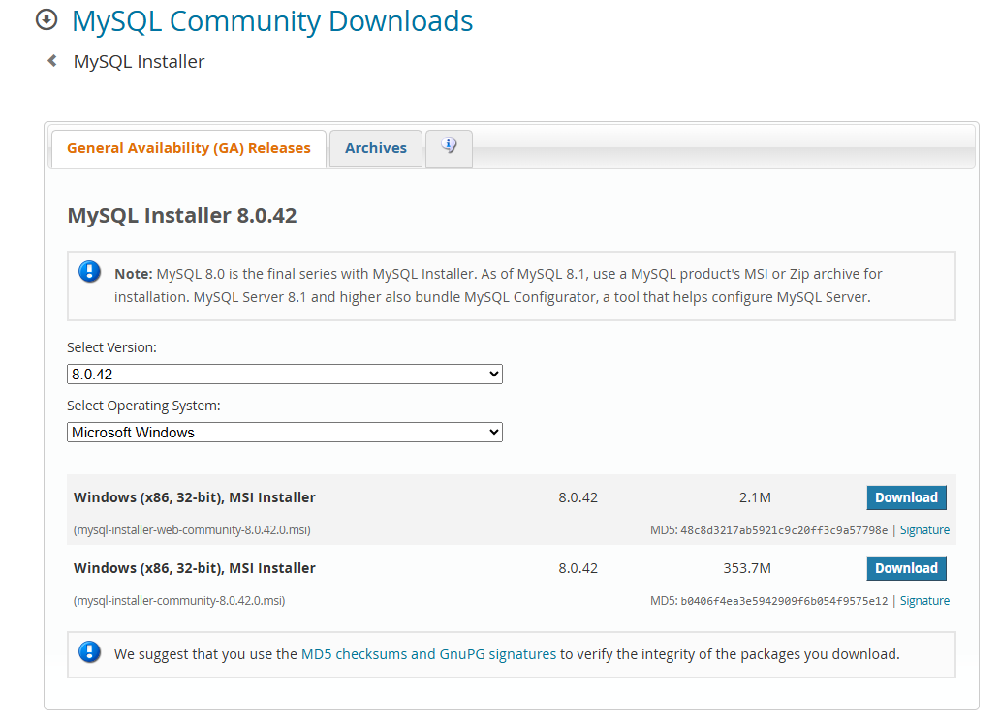 MySQL Community Downloads
MySQL Installer
General Availability (GA) Releases
Archives
MySQL Installer 8.0.42
Note: MySQL 8.0 is the final series with MySQL Installer. As of MySQL 8.1, use a MySQL product's MSI or Zip archive for
installation. MySQL Server 8.1 and higher also bundle MySQL Configurator, a tool that helps configure MySQL Server.
Select Version:
8.0.42
Select Operating System:
Microsoft Windows
Windows (x86, 32-bit), MSI Installer 8.0.42 2.1M Download
(mysql-installer-web-community-8.0.42.0.msi) MD5: 48c8d3217ab5921c9c20ff3c9a57798e | Signature
Windows (x86, 32-bit), MSI Installer 8.0.42 353.7M Download
(mysql-installer-community-8.0.42.0.msi) MD5: b0406f4ea3e5942909f6b054f9575e12 | Signature
We suggest that you use the MD5 checksums and GnuPG signatures to verify the integrity of the packages you download.